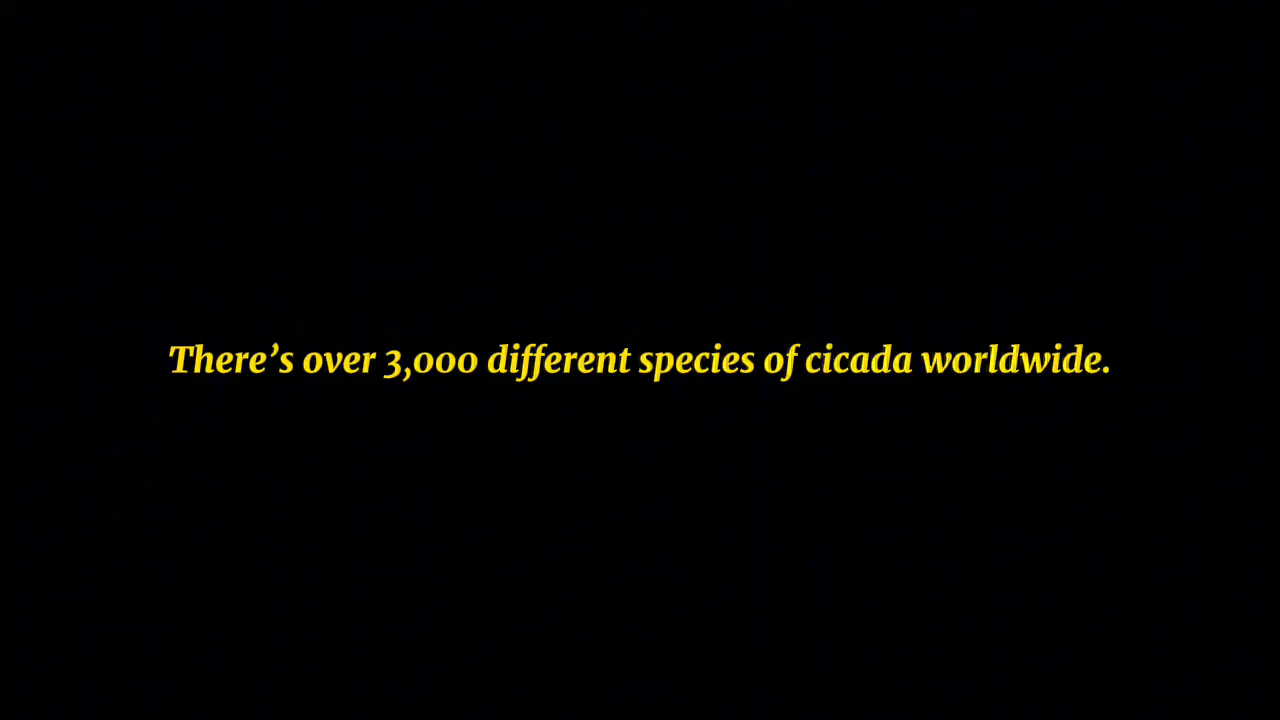 There’s over 3,000 different species of cicada worldwide.